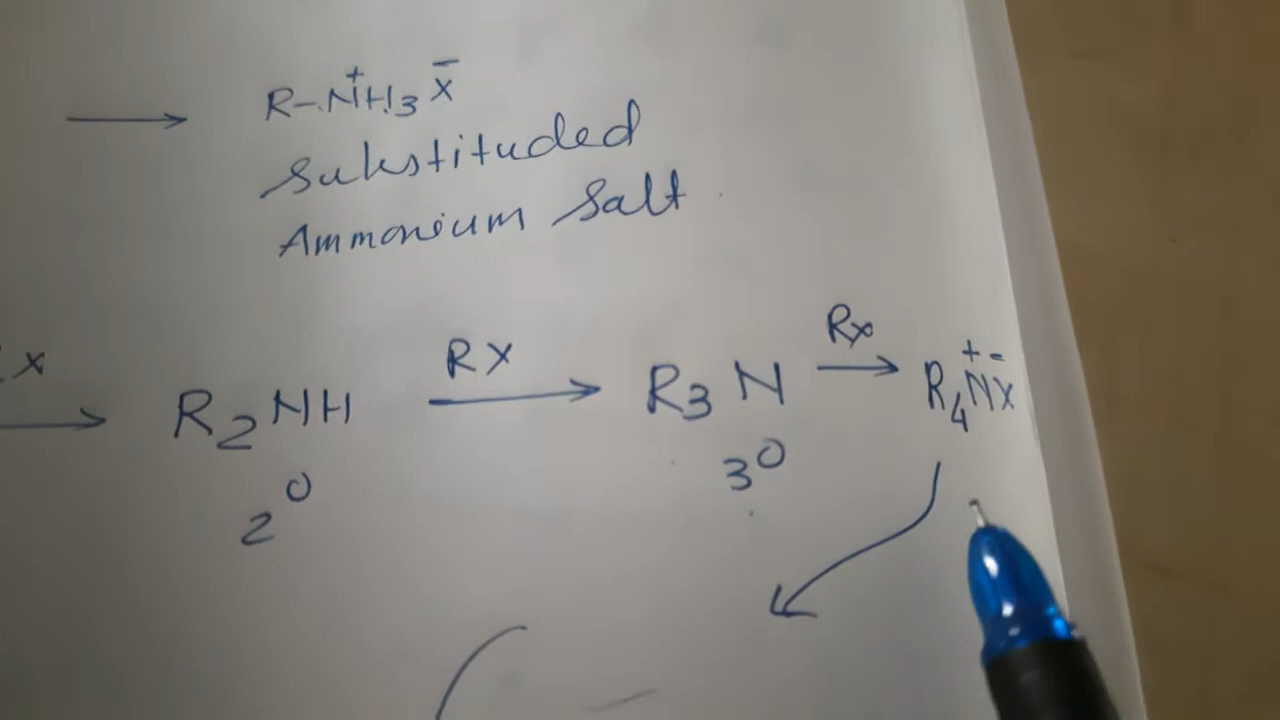 → R-N⁺H3 X⁻
Substituded
Ammonium Salt
x → R2NH RX → R3N Rx → R4N⁺x⁻
2° 3°